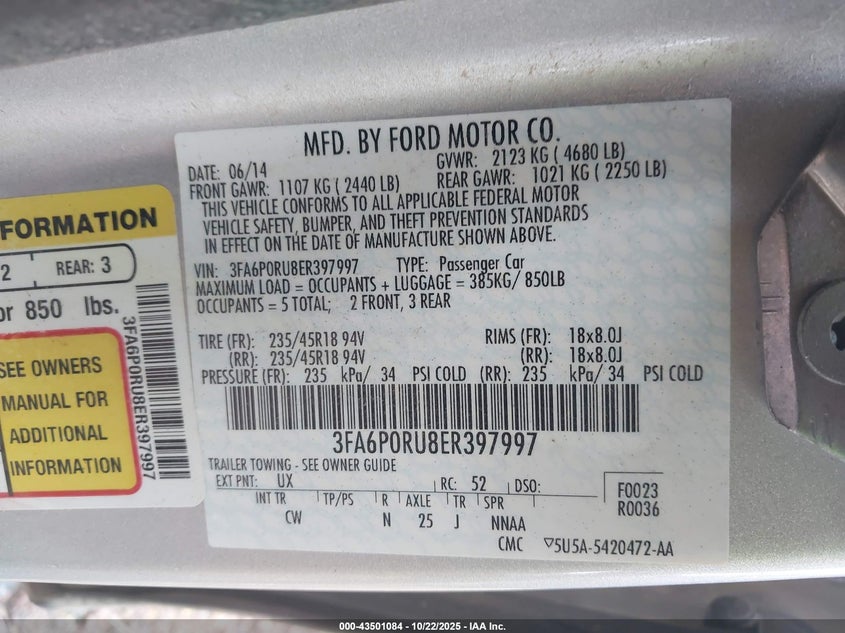 MFD. BY FORD MOTOR CO.
DATE: 06/14 GVWR: 2123 KG ( 4680 LB)
FRONT GAWR: 1107 KG ( 2440 LB) REAR GAWR: 1021 KG ( 2250 LB)
THIS VEHICLE CONFORMS TO ALL APPLICABLE FEDERAL MOTOR
VEHICLE SAFETY, BUMPER, AND THEFT PREVENTION STANDARDS
IN EFFECT ON THE DATE OF MANUFACTURE SHOWN ABOVE.
VIN: 3FA6P0RU8ER397997 TYPE: Passenger Car
MAXIMUM LOAD = OCCUPANTS + LUGGAGE = 385KG/ 850LB
OCCUPANTS = 5 TOTAL; 2 FRONT, 3 REAR
TIRE (FR): 235/45R18 94V RIMS (FR): 18x8.0J
(RR): 235/45R18 94V (RR): 18x8.0J
PRESSURE (FR): 235 kPa/ 34 PSI COLD (RR): 235 kPa/ 34 PSI COLD
3FA6P0RU8ER397997
TRAILER TOWING - SEE OWNER GUIDE
EXT PNT: UX RC: 52 DSO:
F0023
R0036
INT TR TP/PS R AXLE TR SPR
CW N 25 J NNAA
CMC ▽5U5A-5420472-AA
FORMATION
2 REAR: 3
or 850 lbs.
SEE OWNERS
MANUAL FOR
ADDITIONAL
INFORMATION
3FA6P0RU8ER397997
000-43501084 - 10/22/2025 - IAA Inc.